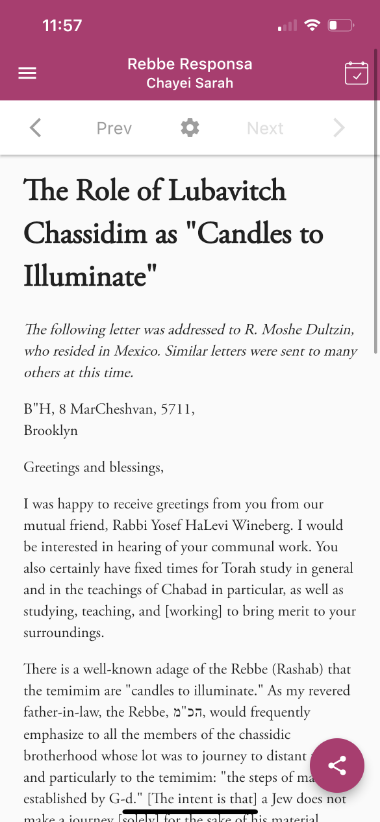 11:57
Rebbe Responsa
Chayei Sarah
Prev
Next
The Role of Lubavitch
Chassidim as "Candles to
Illuminate"
The following letter was addressed to R. Moshe Dultzin,
who resided in Mexico. Similar letters were sent to many
others at this time.
B"H, 8 MarCheshvan, 5711,
Brooklyn
Greetings and blessings,
I was happy to receive greetings from you from our
mutual friend, Rabbi Yosef HaLevi Wineberg. I would
be interested in hearing of your communal work. You
also certainly have fixed times for Torah study in general
and in the teachings of Chabad in particular, as well as
studying, teaching, and [working] to bring merit to your
surroundings.
There is a well-known adage of the Rebbe (Rashab) that
the temimim are "candles to illuminate." As my revered
father-in-law, the Rebbe, הכ"מ, would frequently
emphasize to all the members of the chassidic
brotherhood whose lot was to journey to distant
and particularly to the temimim: "the steps of
established by G-d." [The intent is that] a Jew does not
make a journey [solely] for the sake of his material